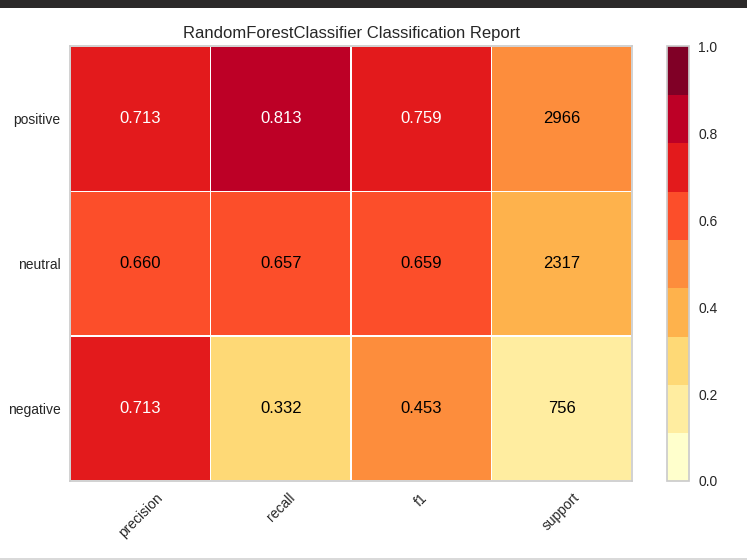 RandomForestClassifier Classification Report
positive 0.713 0.813 0.759 2966
neutral 0.660 0.657 0.659 2317
negative 0.713 0.332 0.453 756
precision recall f1 support
1.0
0.8
0.6
0.4
0.2
0.0